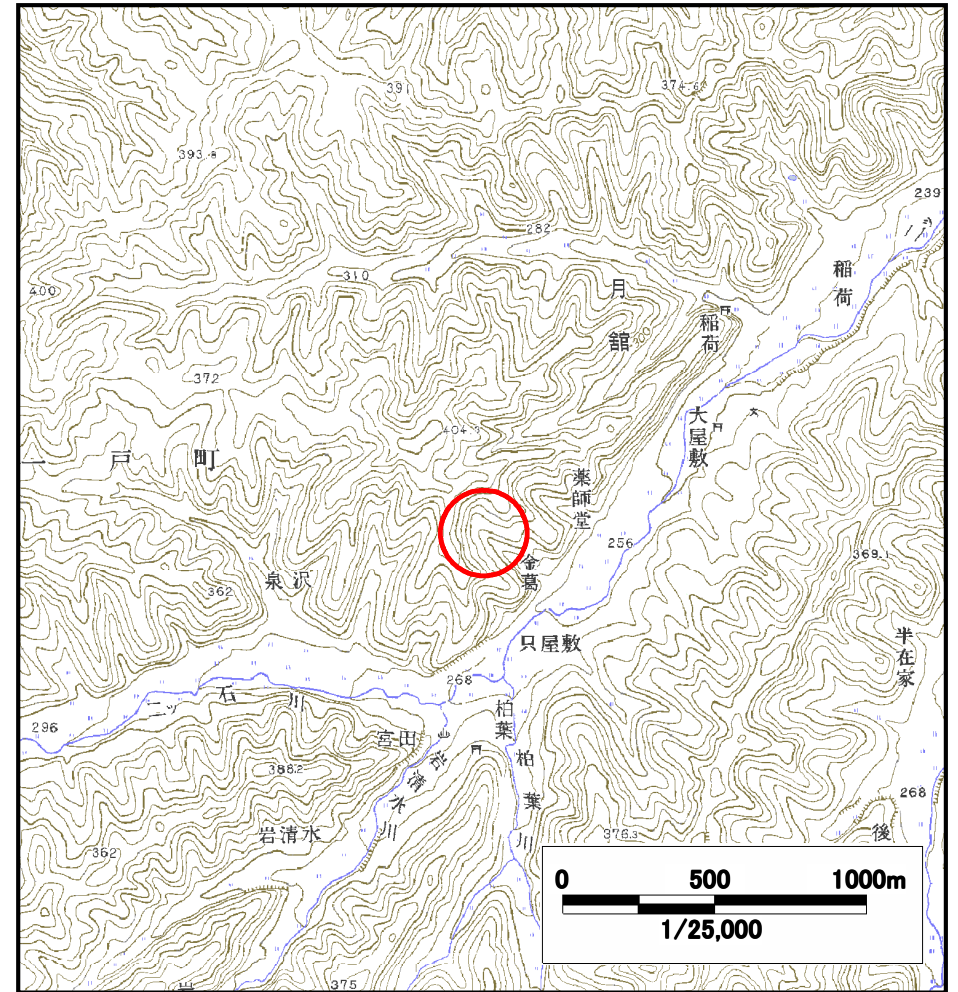 391
374.6
393.8
239
282
稲荷
310
月舘
400
稲荷
372
大屋敷
404.3
一戸町
薬師堂
256
369.1
金葛
泉沢
362
只屋敷
半在家
268
二ッ石川
296
柏葉
宮田
岩清水川
柏葉川
388.2
268
岩清水
376.3
後
362
375
0 500 1000m
1/25,000